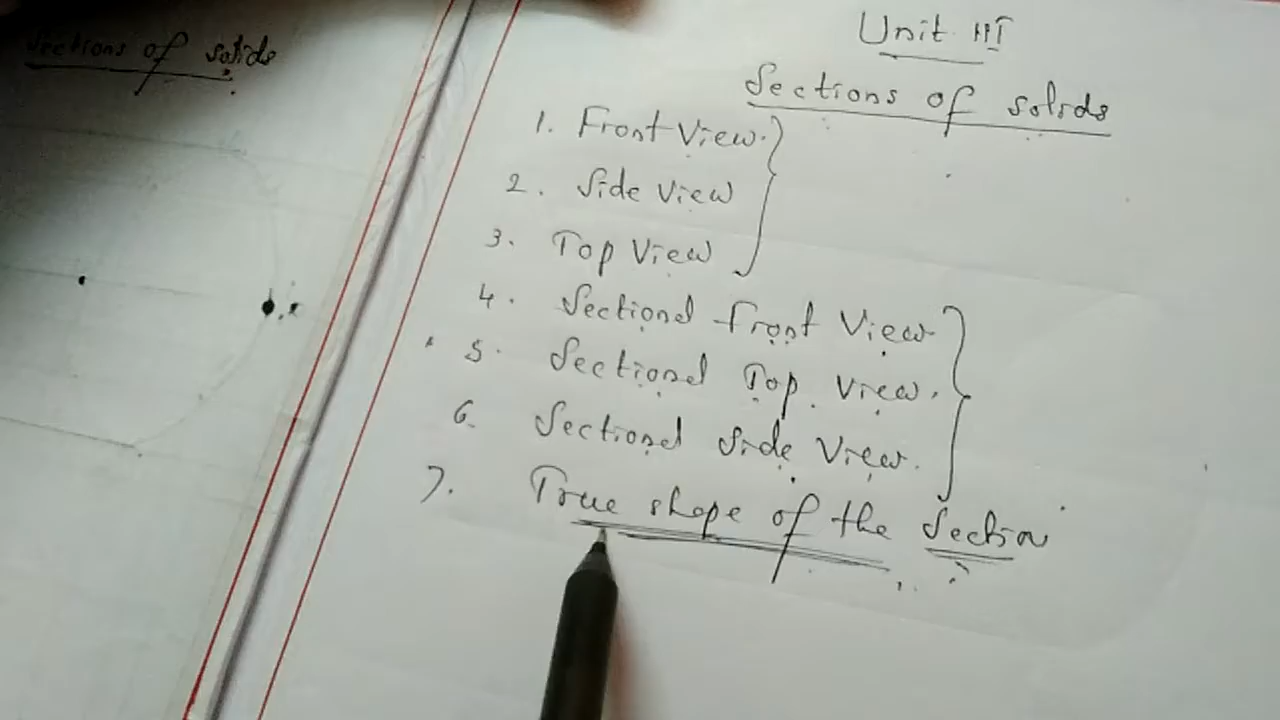 Sections of solids
Unit III
Sections of solids
1. Front View.
2. Side View
3. Top View
4. Sectional front View
5. Sectional Top View.
6. Sectional Side View.
7. True shope of the Section